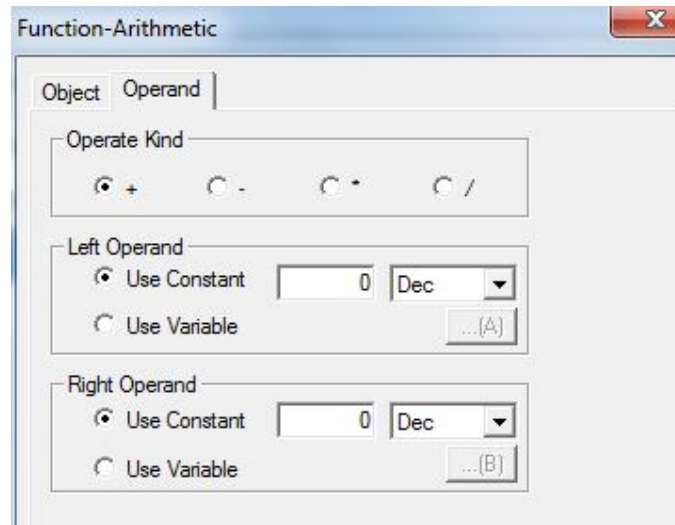 Function-Arithmetic
Object Operand
Operate Kind
+ - * /
Left Operand
Use Constant 0 Dec
Use Variable ...(A)
Right Operand
Use Constant 0 Dec
Use Variable ...(B)